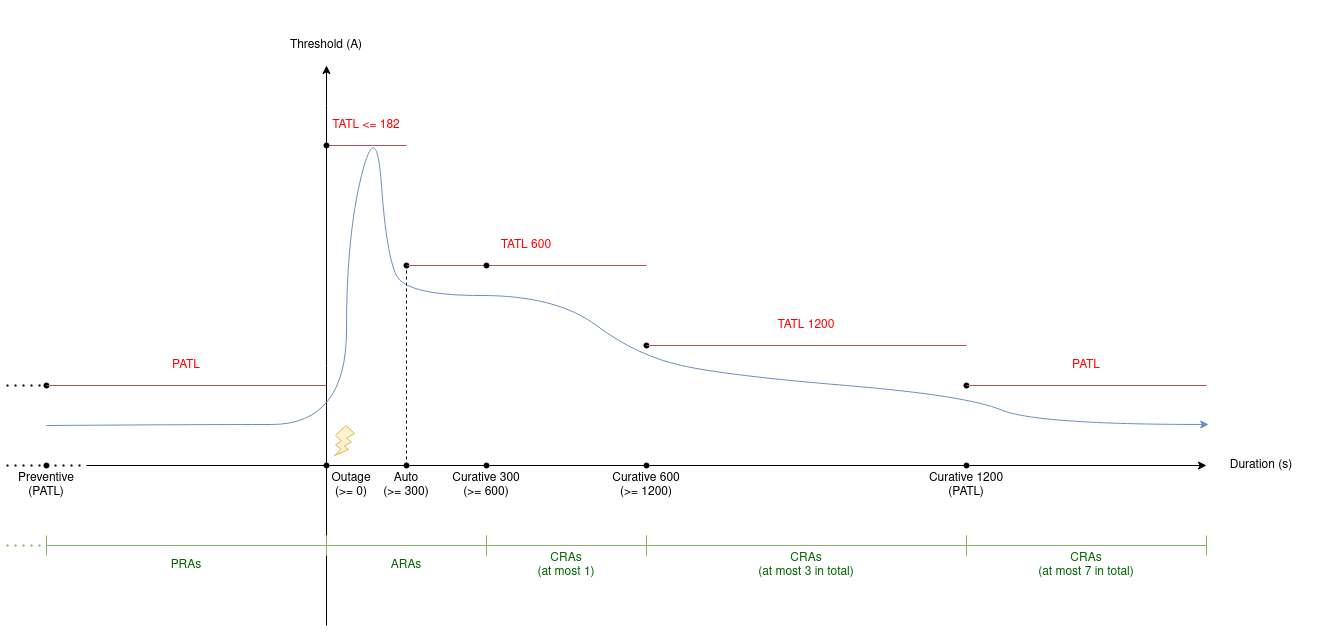 Threshold (A)
TATL <= 182
TATL 600
TATL 1200
PATL
PATL
Duration (s)
Preventive
(PATL)
Outage
(>= 0)
Auto
(>= 300)
Curative 300
(>= 600)
Curative 600
(>= 1200)
Curative 1200
(PATL)
PRAs
ARAs
CRAs
(at most 1)
CRAs
(at most 3 in total)
CRAs
(at most 7 in total)